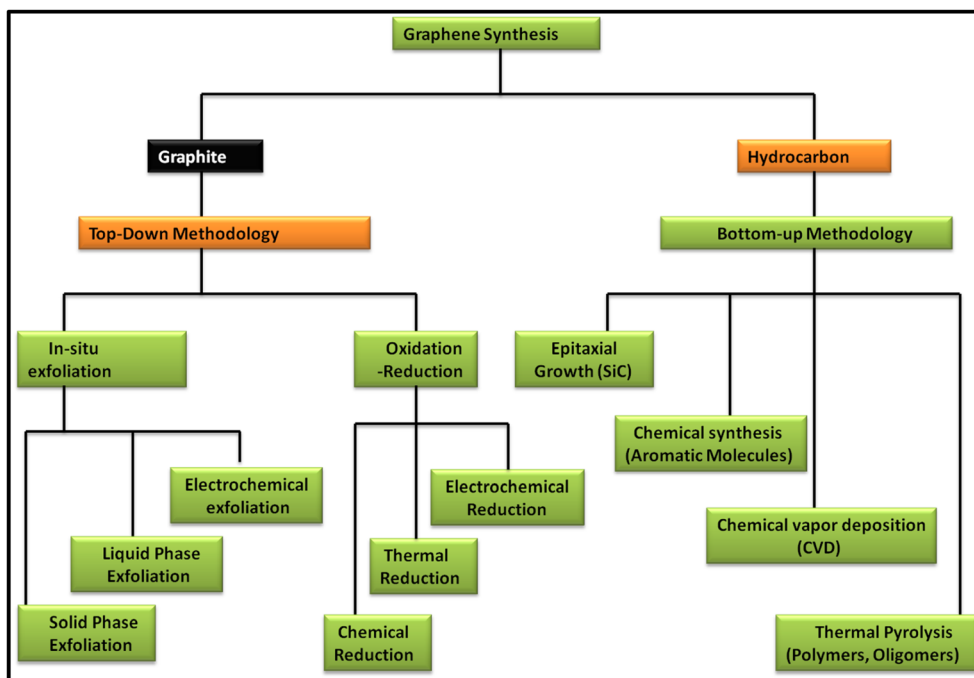 Graphene Synthesis
Graphite
Hydrocarbon
Top-Down Methodology
Bottom-up Methodology
In-situ
exfoliation
Oxidation
-Reduction
Epitaxial
Growth (SiC)
Chemical synthesis
(Aromatic Molecules)
Electrochemical
exfoliation
Electrochemical
Reduction
Chemical vapor deposition
(CVD)
Liquid Phase
Exfoliation
Thermal
Reduction
Solid Phase
Exfoliation
Chemical
Reduction
Thermal Pyrolysis
(Polymers, Oligomers)